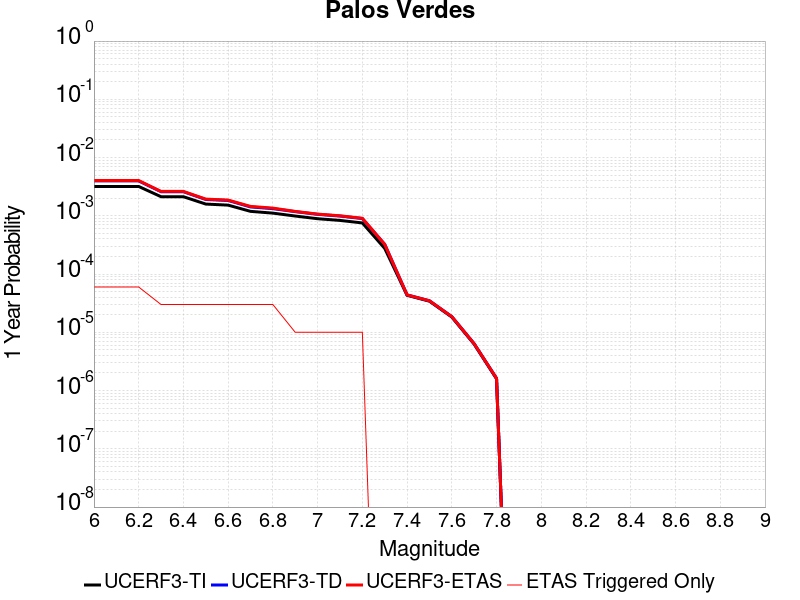 Palos Verdes
10^0
10^-1
10^-2
10^-3
10^-4
10^-5
10^-6
10^-7
10^-8
1 Year Probability
6 6.2 6.4 6.6 6.8 7 7.2 7.4 7.6 7.8 8 8.2 8.4 8.6 8.8 9
Magnitude
UCERF3-TI UCERF3-TD UCERF3-ETAS ETAS Triggered Only